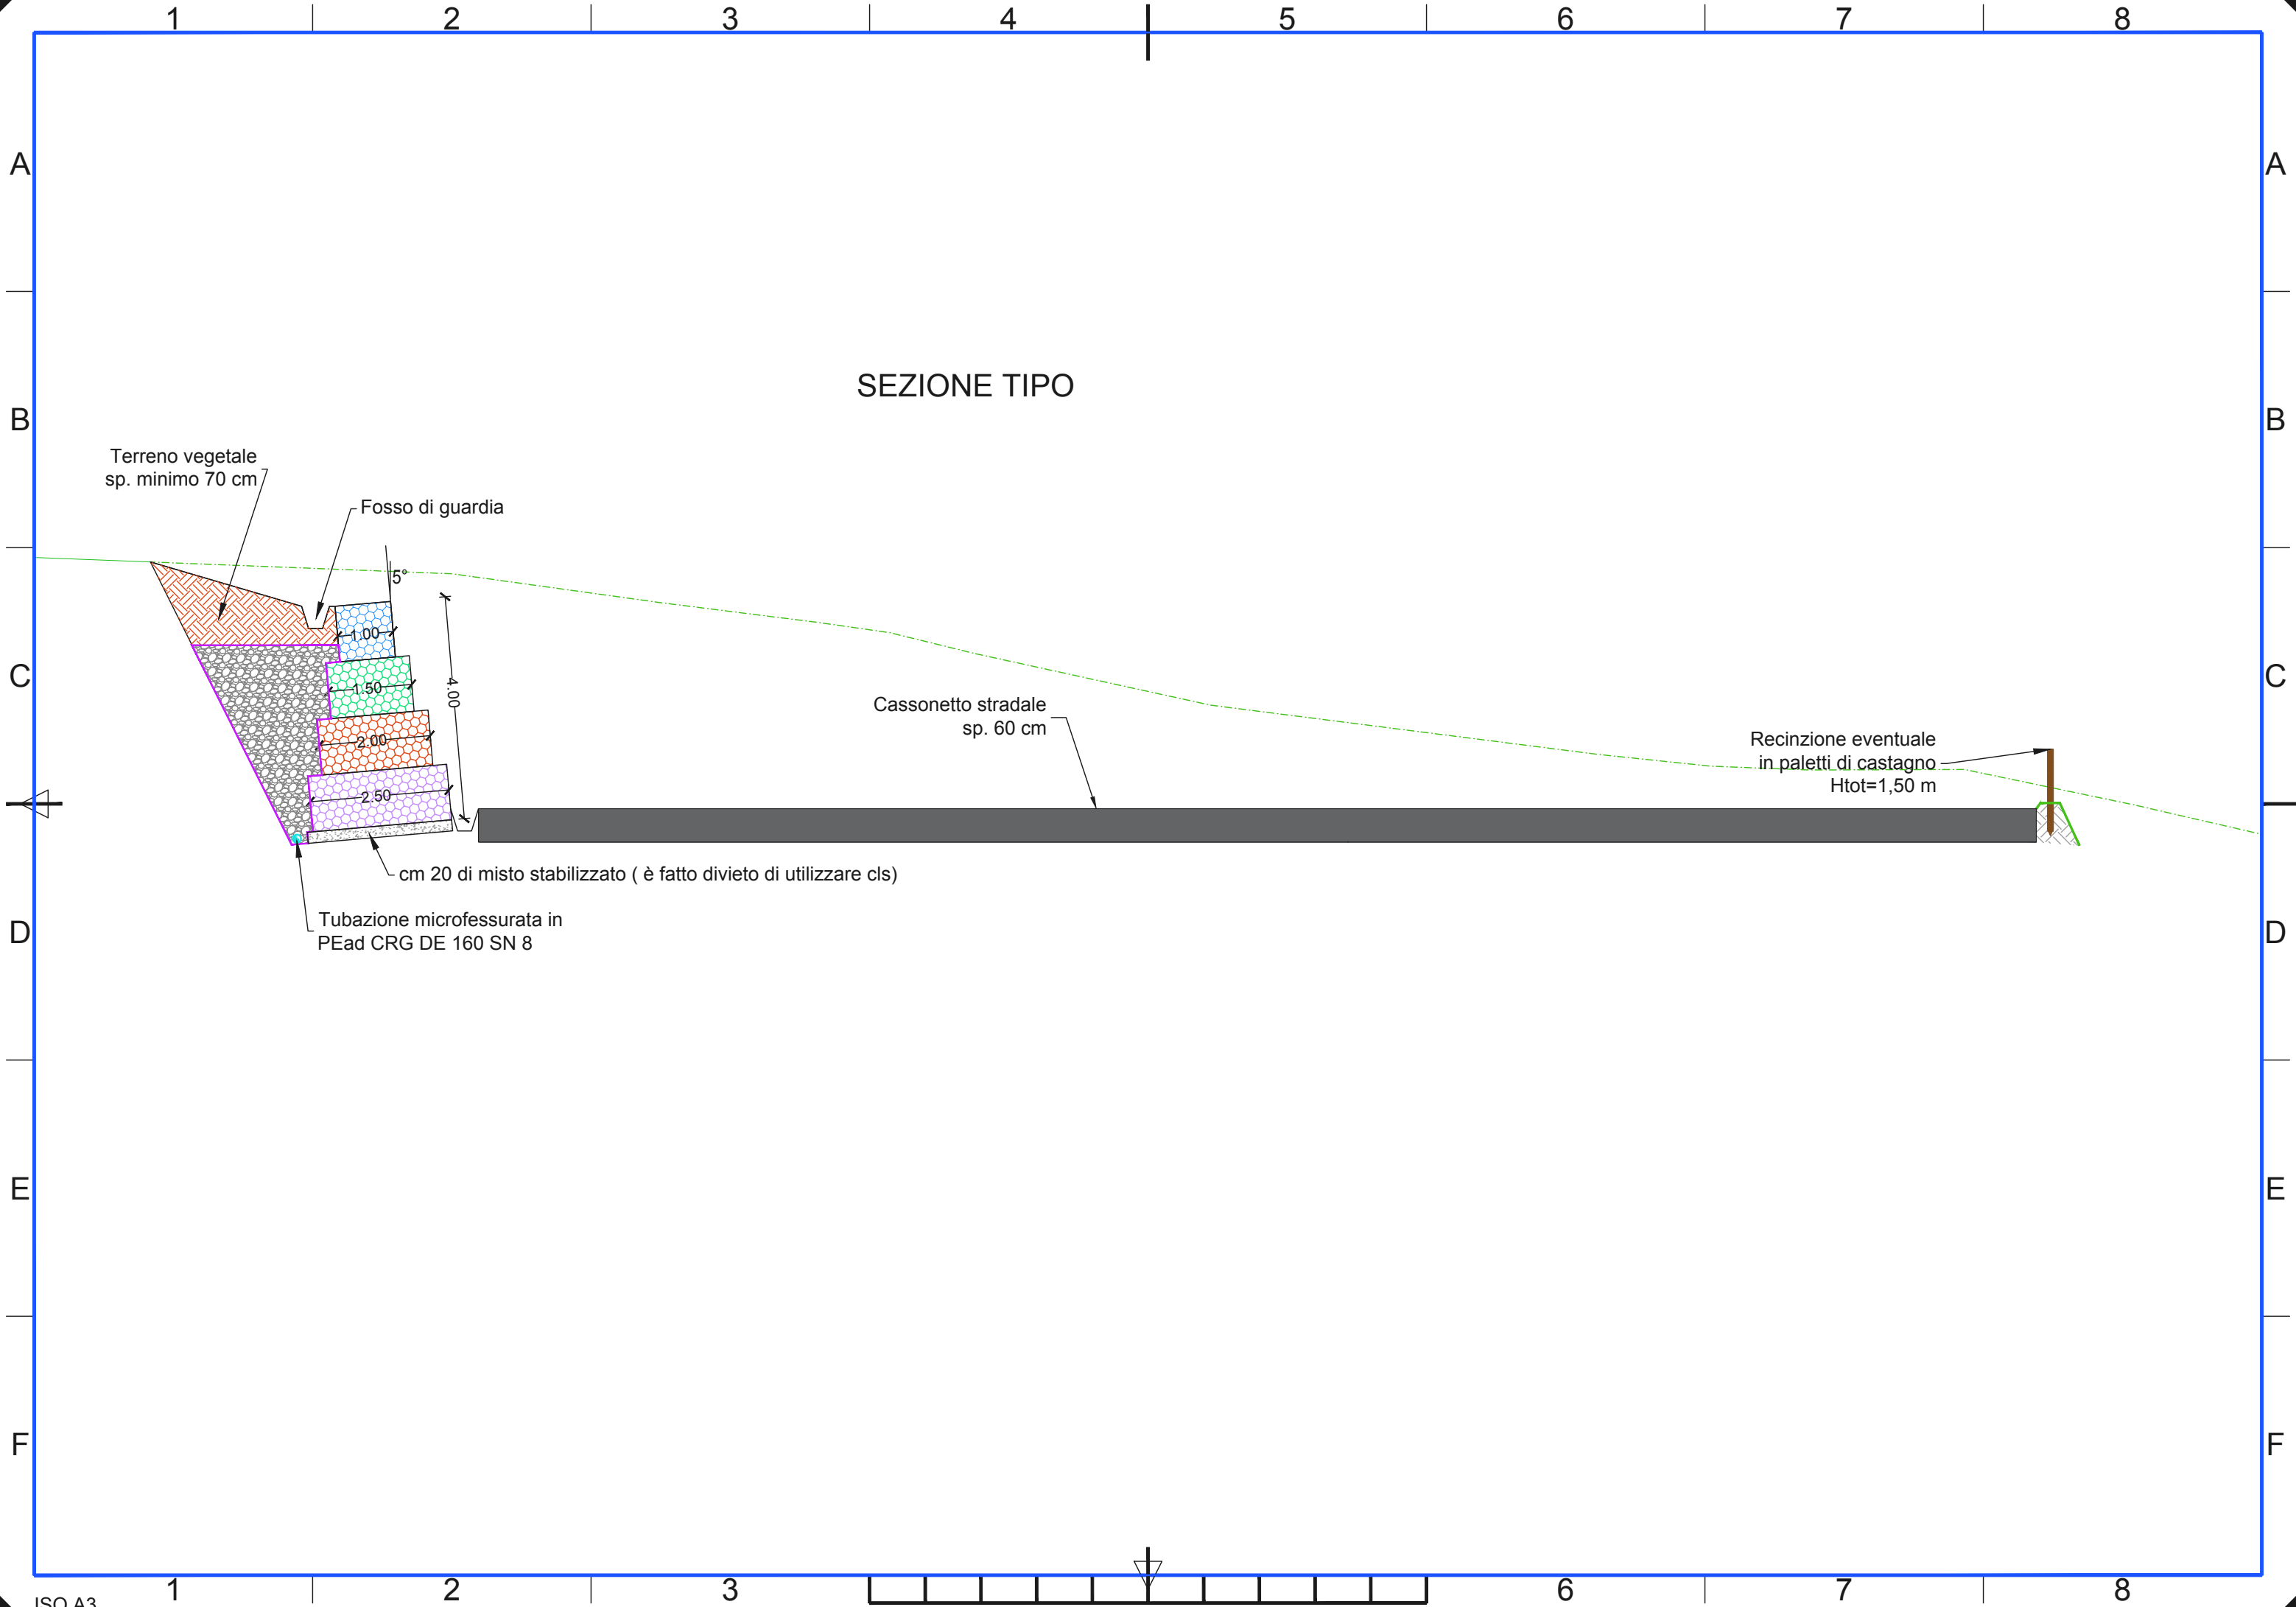 1 2 3 4 5 6 7 8
A A
SEZIONE TIPO
B B
Terreno vegetale
sp. minimo 70 cm
Fosso di guardia
5°
1.00
C C
1.50
4.00
2.00
Cassonetto stradale
sp. 60 cm
Recinzione eventuale
in paletti di castagno
Htot=1,50 m
2.50
cm 20 di misto stabilizzato ( è fatto divieto di utilizzare cls)
Tubazione microfessurata in
PEad CRG DE 160 SN 8
D D
E E
F F
1 2 3 6 7 8
ISO A3